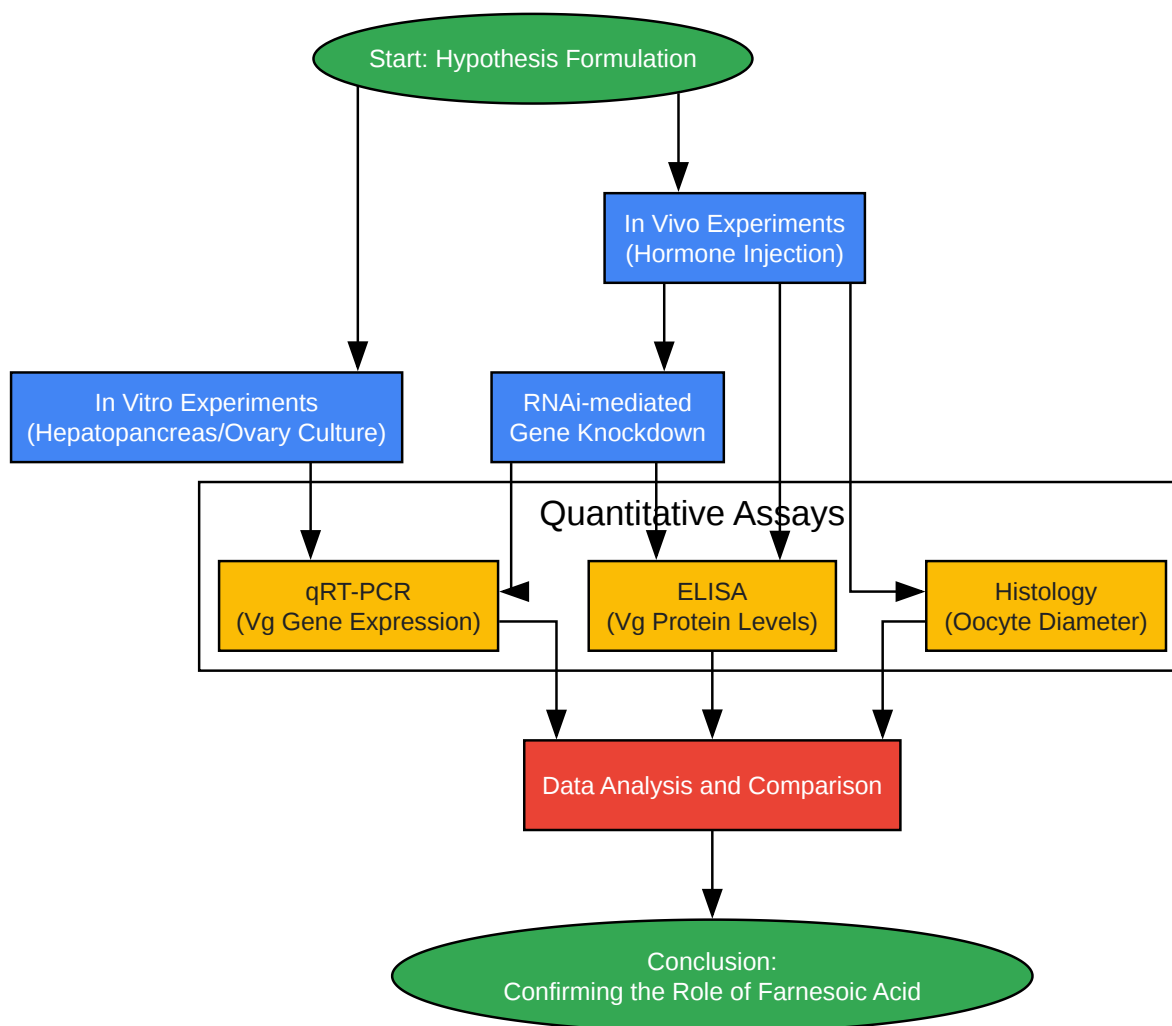 Start: Hypothesis Formulation
In Vivo Experiments
(Hormone Injection)
In Vitro Experiments
(Hepatopancreas/Ovary Culture)
RNAi-mediated
Gene Knockdown
Quantitative Assays
qRT-PCR
(Vg Gene Expression)
ELISA
(Vg Protein Levels)
Histology
(Oocyte Diameter)
Data Analysis and Comparison
Conclusion:
Confirming the Role of Farnesoic Acid